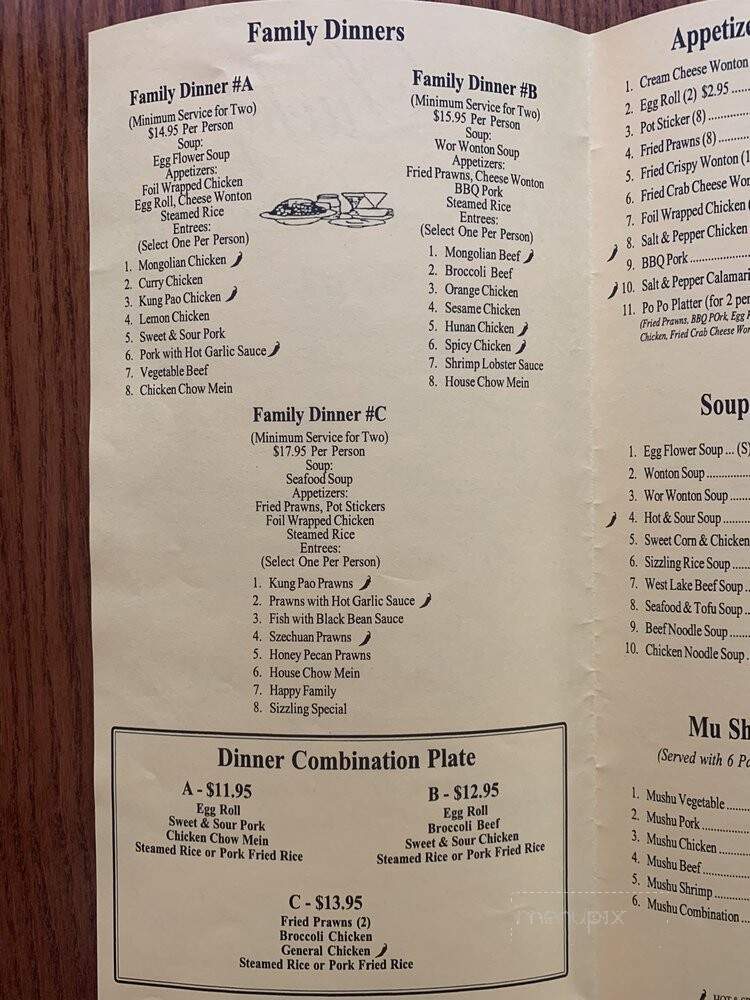 Family Dinners
Family Dinner #A
(Minimum Service for Two)
$14.95 Per Person
Soup:
Egg Flower Soup
Appetizers:
Foil Wrapped Chicken
Egg Roll, Cheese Wonton
Steamed Rice
Entrees:
(Select One Per Person)
1. Mongolian Chicken
2. Curry Chicken
3. Kung Pao Chicken
4. Lemon Chicken
5. Sweet & Sour Pork
6. Pork with Hot Garlic Sauce
7. Vegetable Beef
8. Chicken Chow Mein
Family Dinner #B
(Minimum Service for Two)
$15.95 Per Person
Soup:
Wor Wonton Soup
Appetizers:
Fried Prawns, Cheese Wonton
BBQ Pork
Steamed Rice
Entrees:
(Select One Per Person)
1. Mongolian Beef
2. Broccoli Beef
3. Orange Chicken
4. Sesame Chicken
5. Hunan Chicken
6. Spicy Chicken
7. Shrimp Lobster Sauce
8. House Chow Mein
Family Dinner #C
(Minimum Service for Two)
$17.95 Per Person
Soup:
Seafood Soup
Appetizers:
Fried Prawns, Pot Stickers
Foil Wrapped Chicken
Steamed Rice
Entrees:
(Select One Per Person)
1. Kung Pao Prawns
2. Prawns with Hot Garlic Sauce
3. Fish with Black Bean Sauce
4. Szechuan Prawns
5. Honey Pecan Prawns
6. House Chow Mein
7. Happy Family
8. Sizzling Special
Dinner Combination Plate
A - $11.95
Egg Roll
Sweet & Sour Pork
Chicken Chow Mein
Steamed Rice or Pork Fried Rice
B - $12.95
Egg Roll
Broccoli Beef
Sweet & Sour Chicken
Steamed Rice or Pork Fried Rice
C - $13.95
Fried Prawns (2)
Broccoli Chicken
General Chicken
Steamed Rice or Pork Fried Rice
Appetize
1. Cream Cheese Wonton
2. Egg Roll (2) $2.95 .....
3. Pot Sticker (8) ..........
4. Fried Prawns (8) .......
5. Fried Crispy Wonton (1
6. Fried Crab Cheese Won
7. Foil Wrapped Chicken (
8. Salt & Pepper Chicken
9. BBQ Pork ................
10. Salt & Pepper Calamari
11. Po Po Platter (for 2 per
(Fried Prawns, BBQ POrk, Egg R
Chicken, Fried Crab Cheese Won
Soup
1. Egg Flower Soup ... (S)
2. Wonton Soup ............
3. Wor Wonton Soup .....
4. Hot & Sour Soup .......
5. Sweet Corn & Chicken
6. Sizzling Rice Soup .....
7. West Lake Beef Soup ..
8. Seafood & Tofu Soup ..
9. Beef Noodle Soup ......
10. Chicken Noodle Soup .
Mu Sh
(Served with 6 Pa
1. Mushu Vegetable ......
2. Mushu Pork .............
3. Mushu Chicken ........
4. Mushu Beef .............
5. Mushu Shrimp .........
6. Mushu Combination ..
menupix